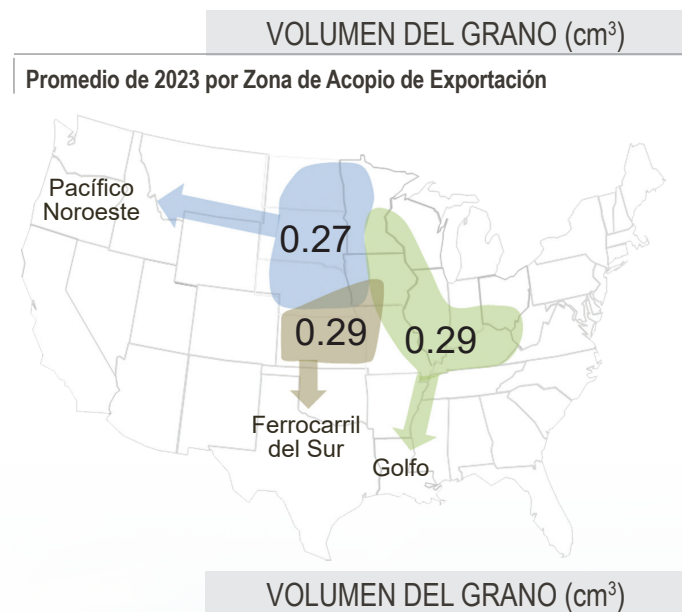 VOLUMEN DEL GRANO (cm³)
Promedio de 2023 por Zona de Acopio de Exportación
Pacífico
Noroeste
0.27
0.29
0.29
Ferrocarril
del Sur
Golfo
VOLUMEN DEL GRANO (cm³)